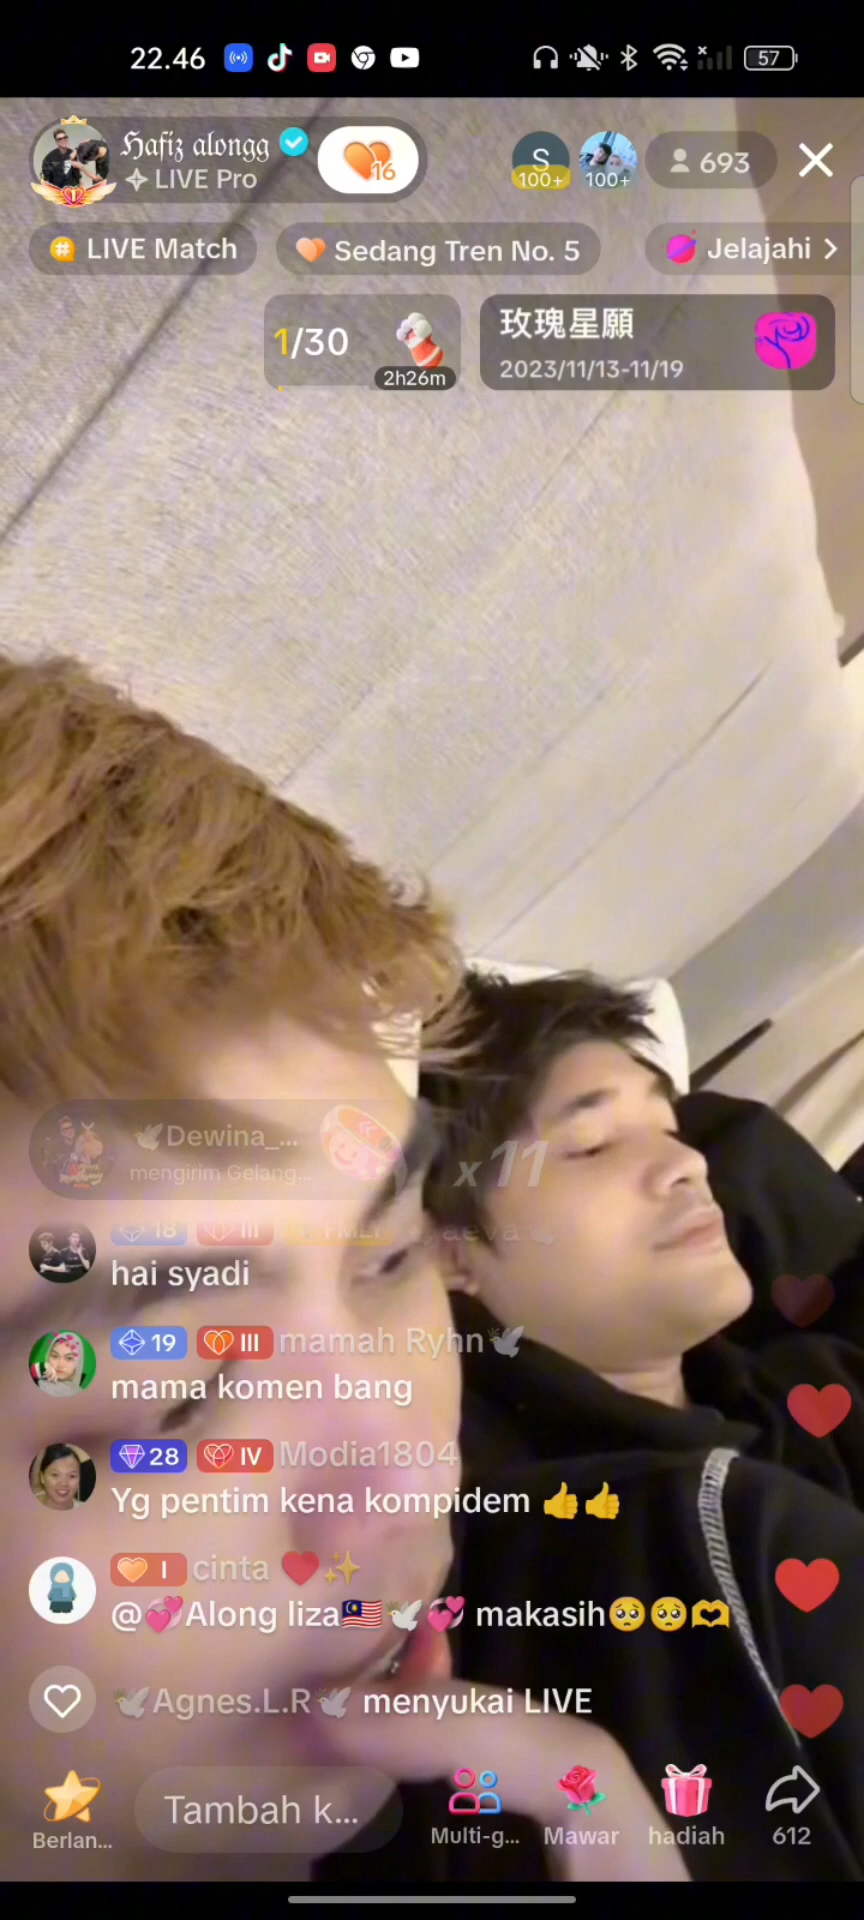 22.46
57
Hafiz alongg
LIVE Pro
16
S
100+
100+
693
LIVE Match
Sedang Tren No. 5
Jelajahi
1/30
2h26m
玫瑰星願
2023/11/13-11/19
🕊Dewina_...
mengirim Gelang...
x11
18 III
hai syadi
19 III mamah Ryhn🕊
mama komen bang
28 IV Modia1804
Yg pentim kena kompidem 👍👍
I cinta ❤️✨
@💞Along liza🇲🇾🕊💞 makasih🥺🥺🫶
🕊Agnes.L.R🕊 menyukai LIVE
Berlan...
Tambah k...
Multi-g...
Mawar
hadiah
612